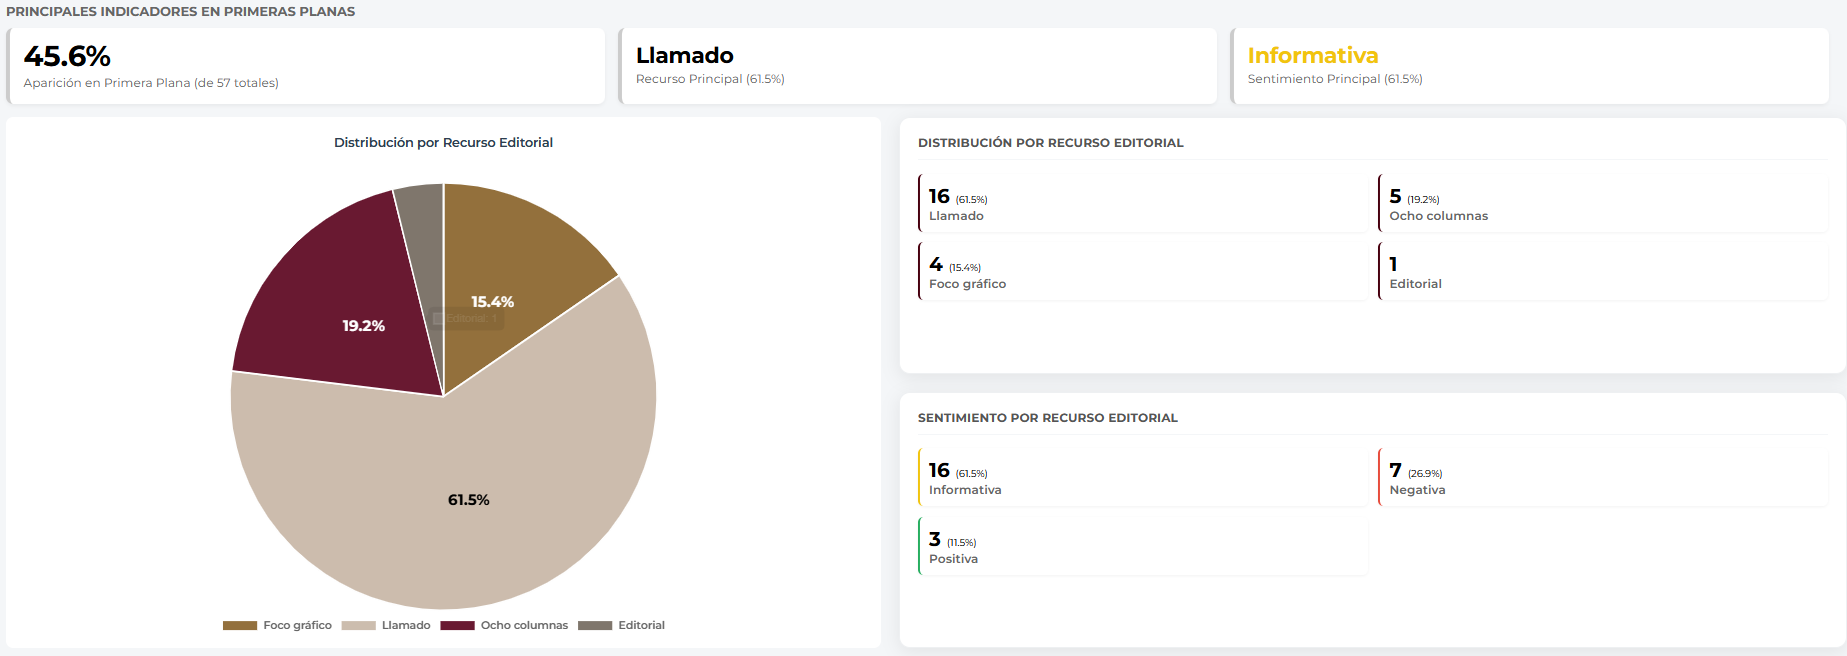 PRINCIPALES INDICADORES EN PRIMERAS PLANAS
45.6%
Aparición en Primera Plana (de 57 totales)
Llamado
Recurso Principal (61.5%)
Informativa
Sentimiento Principal (61.5%)
Distribución por Recurso Editorial
15.4%
Editorial: 1
19.2%
61.5%
Foco gráfico Llamado Ocho columnas Editorial
DISTRIBUCIÓN POR RECURSO EDITORIAL
16 (61.5%)
Llamado
5 (19.2%)
Ocho columnas
4 (15.4%)
Foco gráfico
1
Editorial
SENTIMIENTO POR RECURSO EDITORIAL
16 (61.5%)
Informativa
7 (26.9%)
Negativa
3 (11.5%)
Positiva